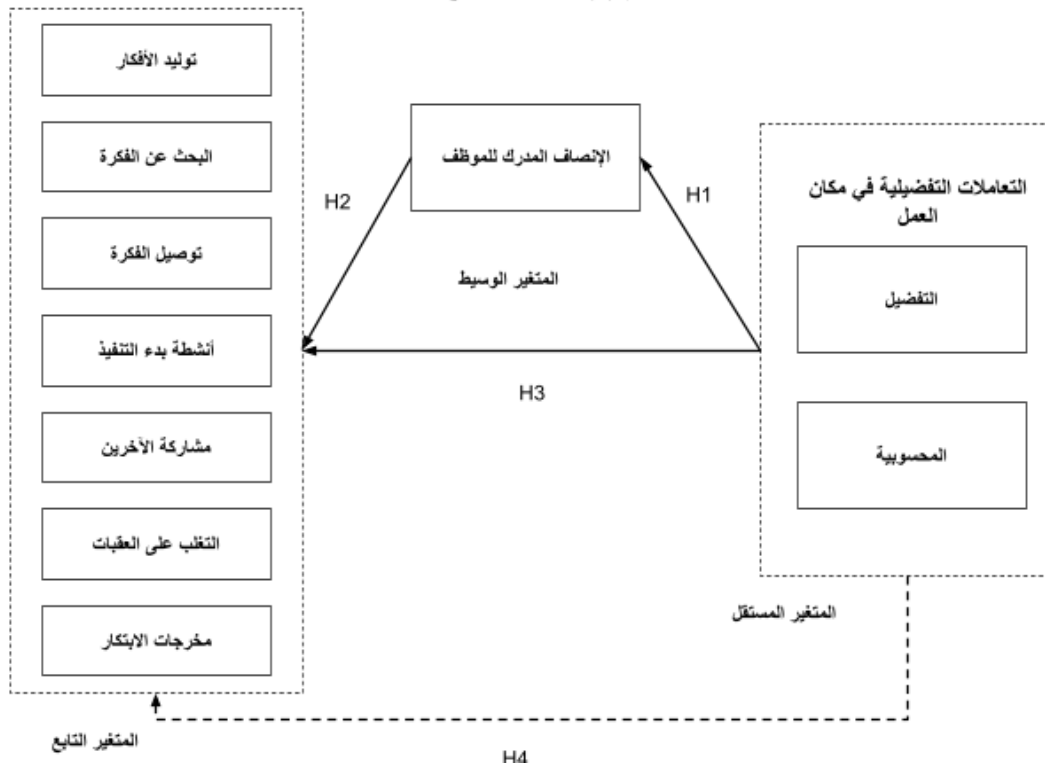 توليد الأفكار
البحث عن الفكرة
توصيل الفكرة
أنشطة بدء التنفيذ
مشاركة الآخرين
التغلب على العقبات
مخرجات الابتكار
المتغير التابع
الإنصاف المدرك للموظف
H2
H1
المتغير الوسيط
H3
التعاملات التفضيلية في مكان
العمل
التفضيل
المحسوبية
المتغير المستقل
H4